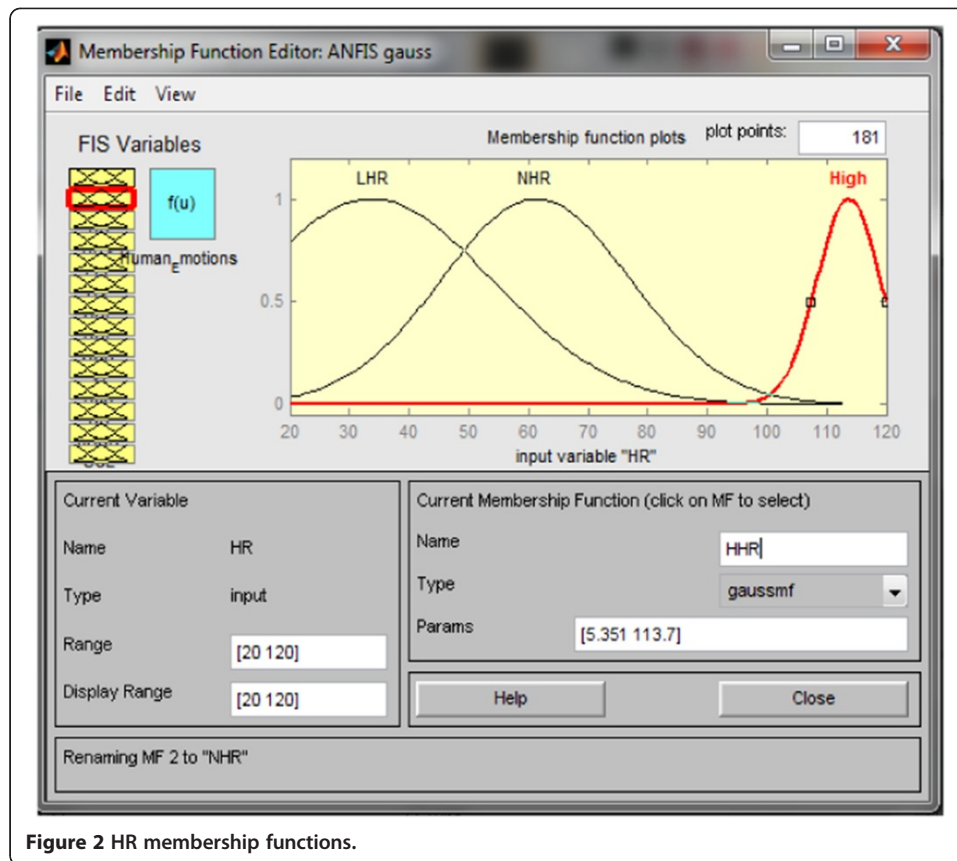 Membership Function Editor: ANFIS gauss
File Edit View
FIS Variables
f(u)
Human_Emotions
Membership function plots
plot points: 181
LHR NHR High
1
0.5
0
20 30 40 50 60 70 80 90 100 110 120
input variable "HR"
Current Variable
Name HR
Type input
Range [20 120]
Display Range [20 120]
Current Membership Function (click on MF to select)
Name HHR
Type gaussmf
Params [5.351 113.7]
Help Close
Renaming MF 2 to "NHR"
Figure 2 HR membership functions.